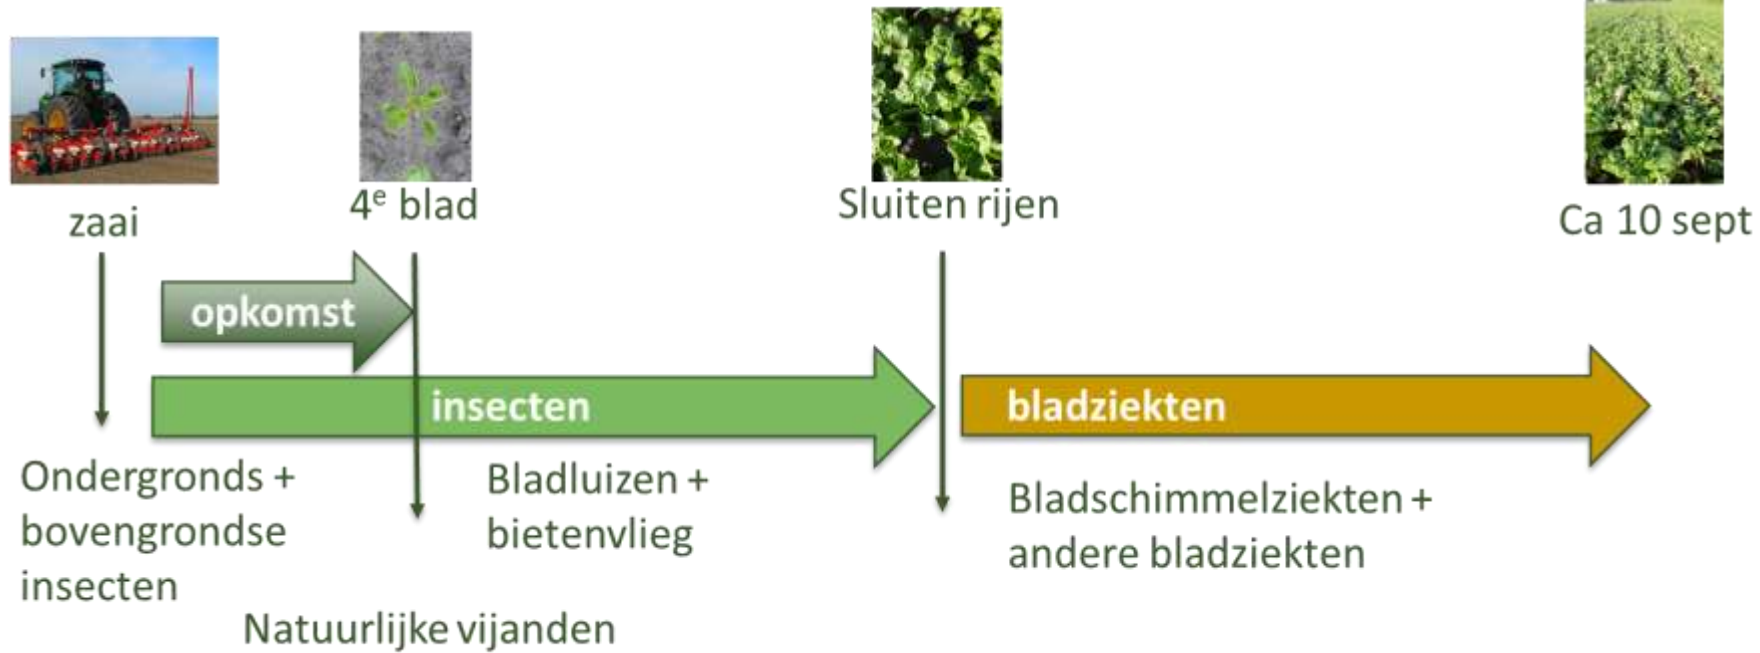 zaai
4e blad
Sluiten rijen
Ca 10 sept
opkomst
insecten
bladziekten
Ondergronds +
bovengrondse
insecten
Bladluizen +
bietenvlieg
Bladschimmelziekten +
andere bladziekten
Natuurlijke vijanden